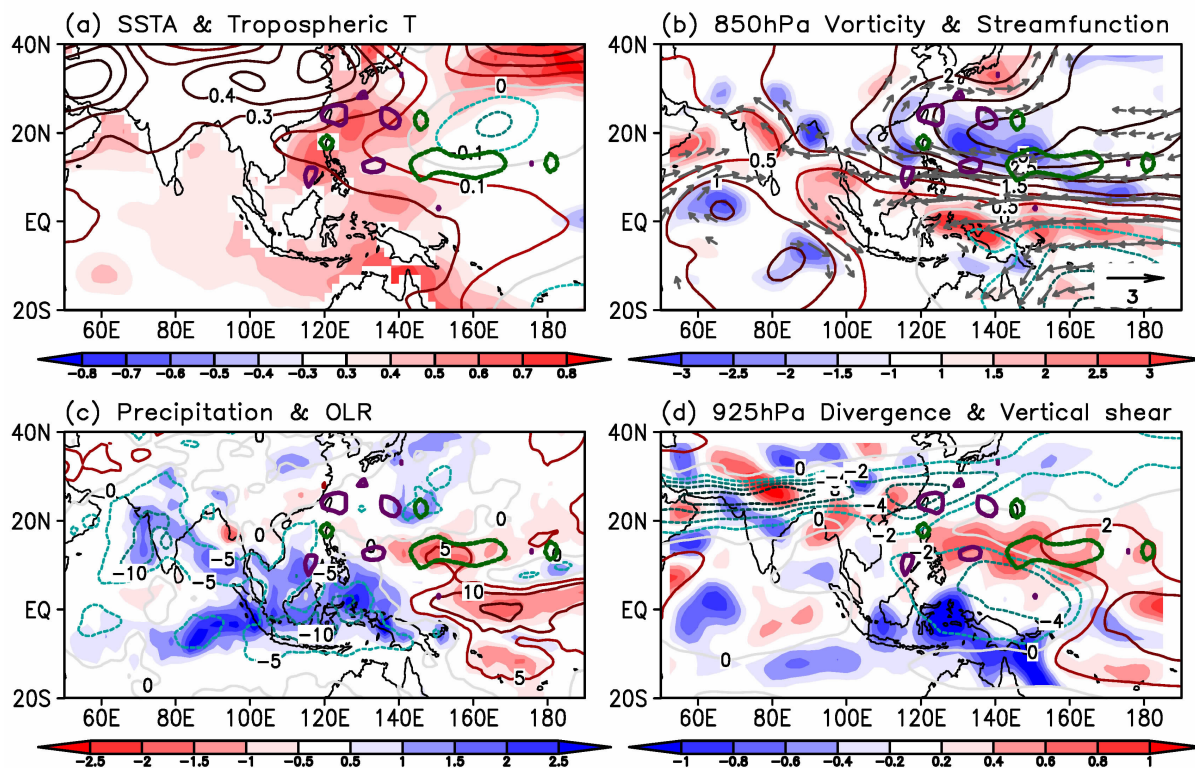 (a) SSTA & Tropospheric T
(b) 850hPa Vorticity & Streamfunction
40N
20N
EQ
20S
0.4
0.3
0
0.1
0.1
60E
80E
100E
120E
140E
160E
180
-0.8 -0.7 -0.6 -0.5 -0.4 -0.3 0.3 0.4 0.5 0.6 0.7 0.8
40N
20N
EQ
20S
2
0.5
1
2.5
1.5
0.5
3
60E
80E
100E
120E
140E
160E
180
-3 -2.5 -2 -1.5 -1 1 1.5 2 2.5 3
(c) Precipitation & OLR
(d) 925hPa Divergence & Vertical shear
40N
20N
EQ
20S
0
0
0
0
0
0
-5
-10
-5
-5
-10
-5
5
10
5
60E
80E
100E
120E
140E
160E
180
-2.5 -2 -1.5 -1 -0.5 0.5 1 1.5 2 2.5
40N
20N
EQ
20S
0
-2
-4
-4
0
-2
-2
2
-4
0
0
60E
80E
100E
120E
140E
160E
180
-1 -0.8 -0.6 -0.4 -0.2 0.2 0.4 0.6 0.8 1